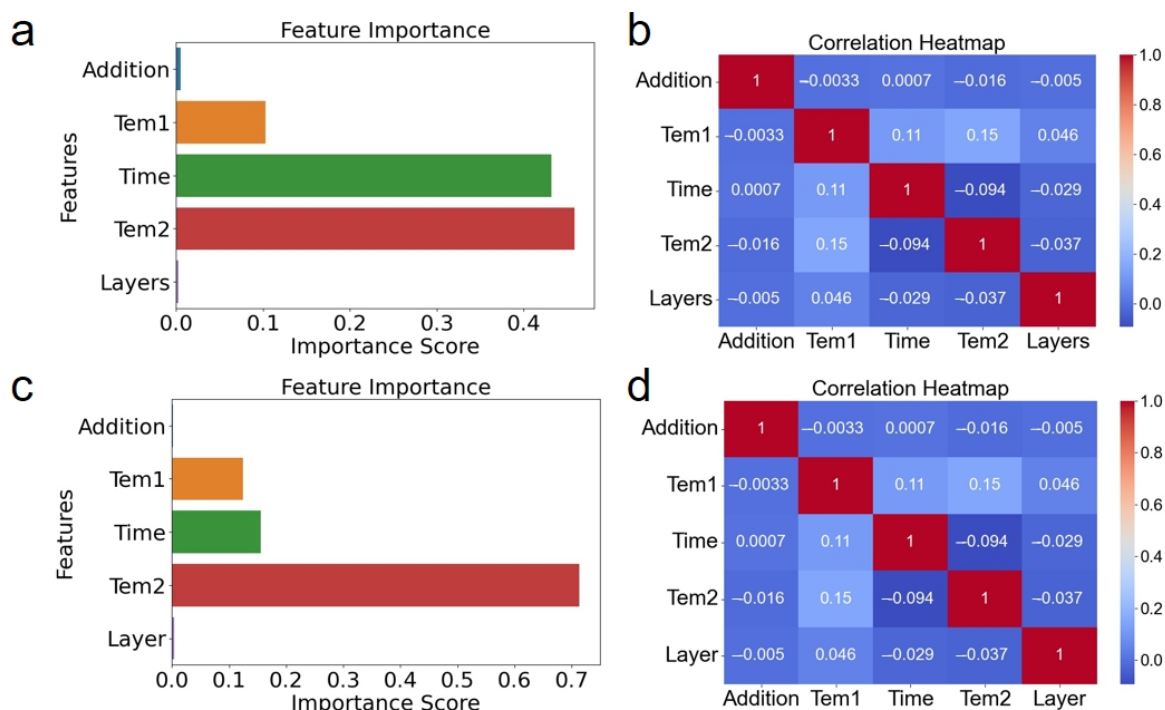 a
Feature Importance
Features
Addition
Tem1
Time
Tem2
Layers
0.0 0.1 0.2 0.3 0.4
Importance Score
b
Correlation Heatmap
Addition 1 –0.0033 0.0007 –0.016 –0.005
Tem1 –0.0033 1 0.11 0.15 0.046
Time 0.0007 0.11 1 –0.094 –0.029
Tem2 –0.016 0.15 –0.094 1 –0.037
Layers –0.005 0.046 –0.029 –0.037 1
Addition Tem1 Time Tem2 Layers
1.0
0.8
0.6
0.4
0.2
0.0
c
Feature Importance
Features
Addition
Tem1
Time
Tem2
Layer
0.0 0.1 0.2 0.3 0.4 0.5 0.6 0.7
Importance Score
d
Correlation Heatmap
Addition 1 –0.0033 0.0007 –0.016 –0.005
Tem1 –0.0033 1 0.11 0.15 0.046
Time 0.0007 0.11 1 –0.094 –0.029
Tem2 –0.016 0.15 –0.094 1 –0.037
Layer –0.005 0.046 –0.029 –0.037 1
Addition Tem1 Time Tem2 Layer
1.0
0.8
0.6
0.4
0.2
0.0